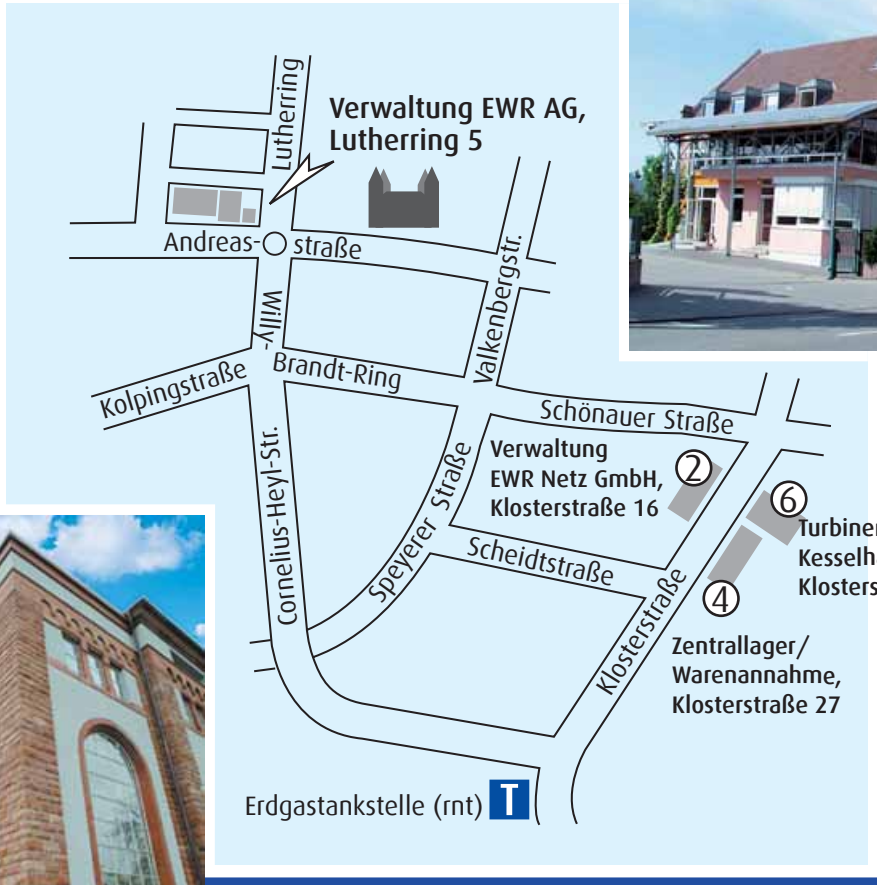 Lutherring
Verwaltung EWR AG,
Lutherring 5
Andreas- straße
Willy-
Brandt-Ring
Valkenbergstr.
Kolpingstraße
Schönauer Straße
Cornelius-Heyl-Str.
Speyerer Straße
Verwaltung
EWR Netz GmbH,
Klosterstraße 16
2
6
Scheidtstraße
Kesselh
Klosters
4
Klosterstraße
Zentrallager/
Warenannahme,
Klosterstraße 27
Erdgastankstelle (rnt) T